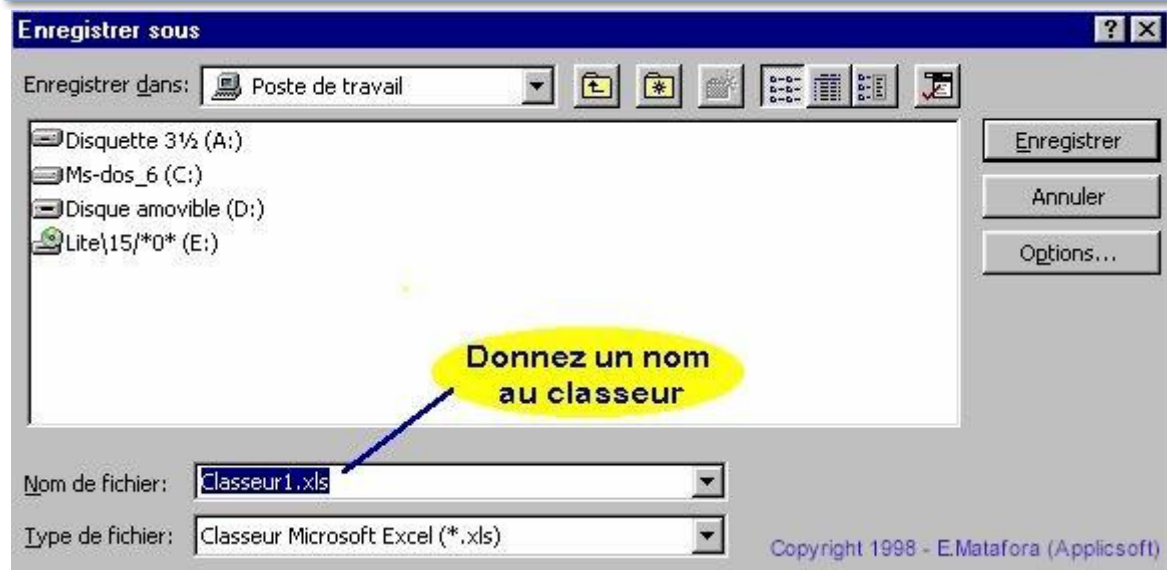 Enregistrer sous
Enregistrer dans: Poste de travail
Disquette 3½ (A:)
Ms-dos_6 (C:)
Disque amovible (D:)
Lite\15/*0* (E:)
Enregistrer
Annuler
Options...
Donnez un nom
au classeur
Nom de fichier: Classeur1.xls
Type de fichier: Classeur Microsoft Excel (*.xls)
Copyright 1998 - E.Matafora (Applicsoft)